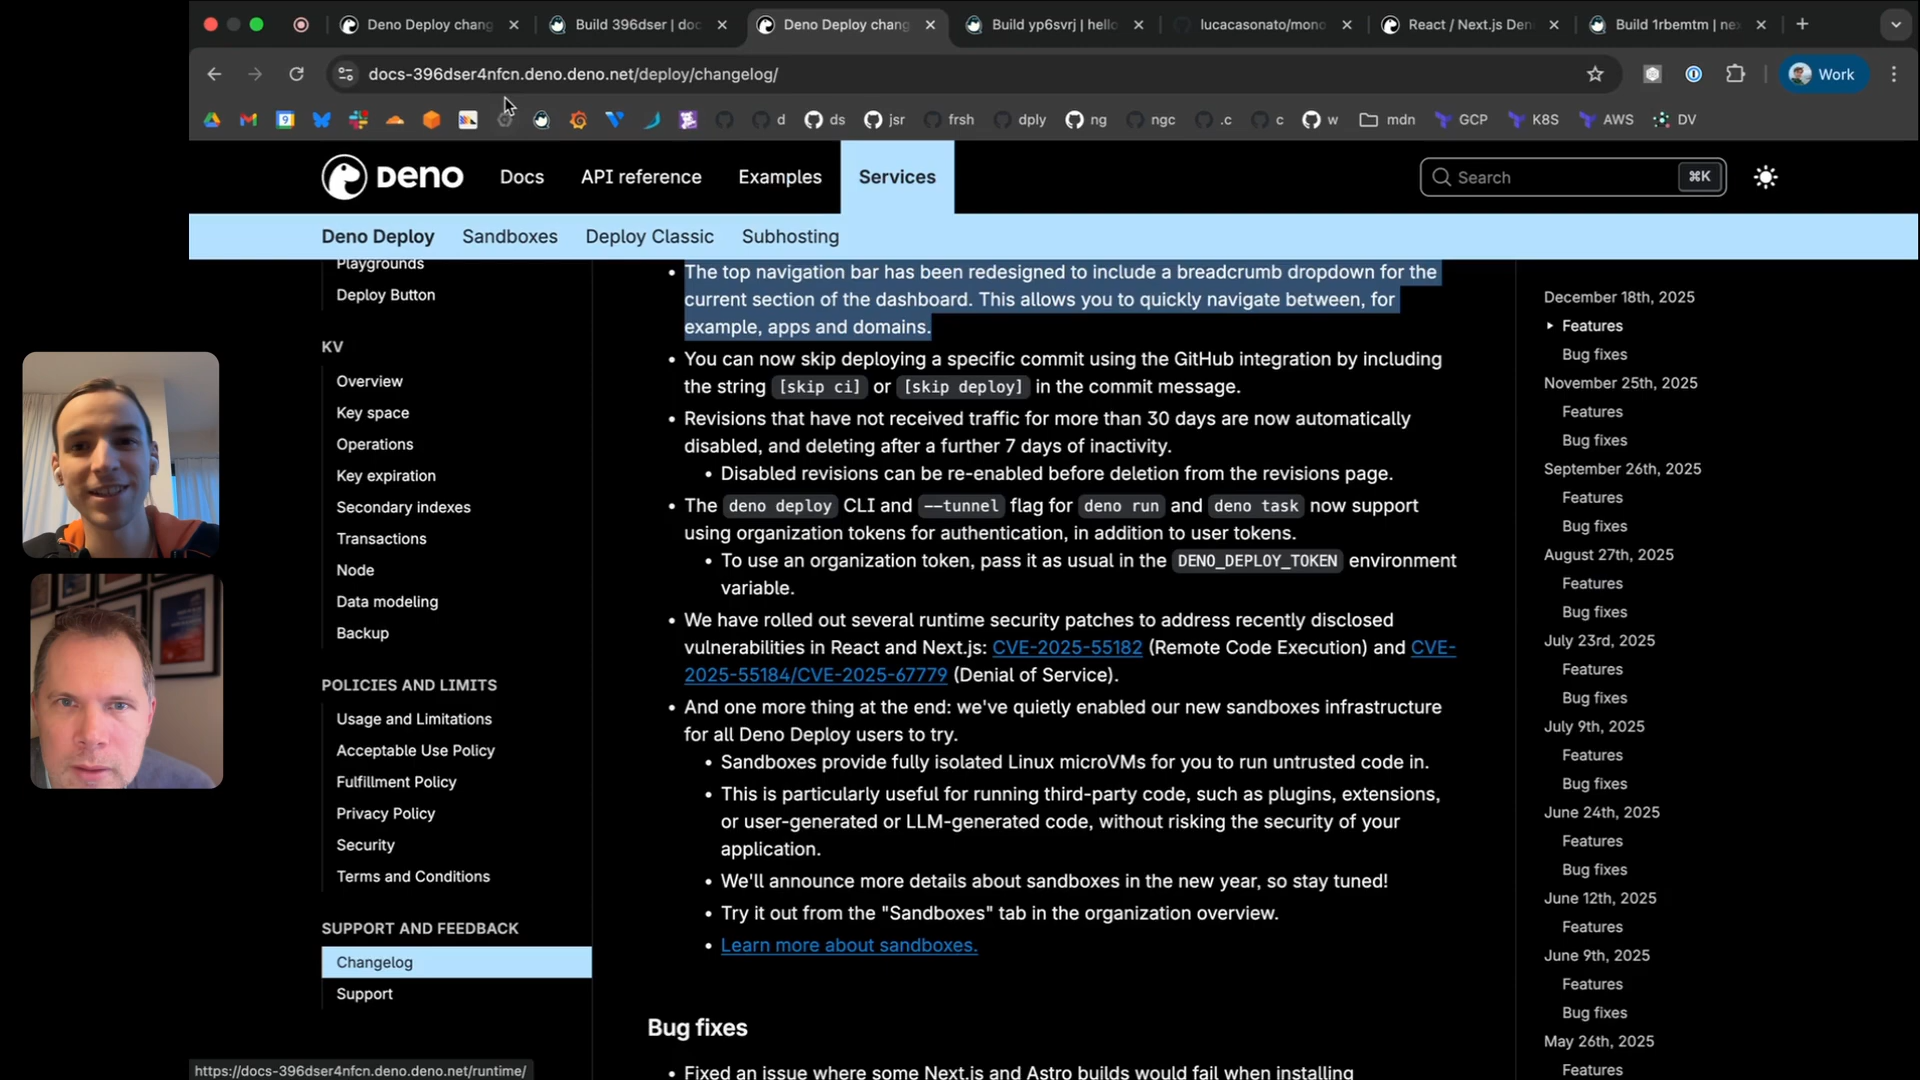 Deno Deploy chang
Build 396dser | doc
Deno Deploy chang
Build yp6svrj | hello
lucacasonato/mono
React / Next.js Den
Build 1rbemtm | nex
docs-396dser4nfcn.deno.deno.net/deploy/changelog/
Work
9
d
ds
jsr
frsh
dply
ng
ngc
.c
c
w
mdn
GCP
K8S
AWS
DV
DENO
Docs
API reference
Examples
Services
Search
⌘K
Deno Deploy
Sandboxes
Deploy Classic
Subhosting
Playgrounds
Deploy Button
KV
Overview
Key space
Operations
Key expiration
Secondary indexes
Transactions
Node
Data modeling
Backup
POLICIES AND LIMITS
Usage and Limitations
Acceptable Use Policy
Fulfillment Policy
Privacy Policy
Security
Terms and Conditions
SUPPORT AND FEEDBACK
Changelog
Support
• The top navigation bar has been redesigned to include a breadcrumb dropdown for the
current section of the dashboard. This allows you to quickly navigate between, for
example, apps and domains.
• You can now skip deploying a specific commit using the GitHub integration by including
the string [skip ci] or [skip deploy] in the commit message.
• Revisions that have not received traffic for more than 30 days are now automatically
disabled, and deleting after a further 7 days of inactivity.
• Disabled revisions can be re-enabled before deletion from the revisions page.
• The deno deploy CLI and --tunnel flag for deno run and deno task now support
using organization tokens for authentication, in addition to user tokens.
• To use an organization token, pass it as usual in the DENO_DEPLOY_TOKEN environment
variable.
• We have rolled out several runtime security patches to address recently disclosed
vulnerabilities in React and Next.js: CVE-2025-55182 (Remote Code Execution) and CVE-
2025-55184/CVE-2025-67779 (Denial of Service).
• And one more thing at the end: we've quietly enabled our new sandboxes infrastructure
for all Deno Deploy users to try.
• Sandboxes provide fully isolated Linux microVMs for you to run untrusted code in.
• This is particularly useful for running third-party code, such as plugins, extensions,
or user-generated or LLM-generated code, without risking the security of your
application.
• We'll announce more details about sandboxes in the new year, so stay tuned!
• Try it out from the "Sandboxes" tab in the organization overview.
• Learn more about sandboxes.
Bug fixes
• Fixed an issue where some Next.js and Astro builds would fail when installing
December 18th, 2025
Features
Bug fixes
November 25th, 2025
Features
Bug fixes
September 26th, 2025
Features
Bug fixes
August 27th, 2025
Features
Bug fixes
July 23rd, 2025
Features
Bug fixes
July 9th, 2025
Features
Bug fixes
June 24th, 2025
Features
Bug fixes
June 12th, 2025
Features
June 9th, 2025
Features
Bug fixes
May 26th, 2025
Features
https://docs-396dser4nfcn.deno.deno.net/runtime/